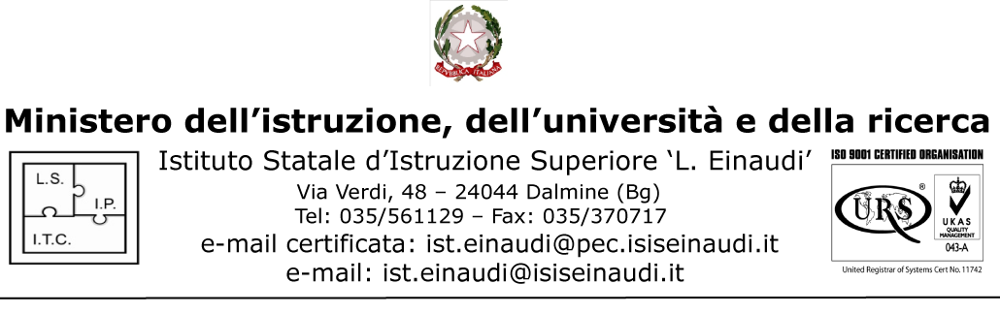 REPVBBLICA ITALIANA
Ministero dell’istruzione, dell’università e della ricerca
L.S.
I.P.
I.T.C.
Istituto Statale d’Istruzione Superiore ‘L. Einaudi’
Via Verdi, 48 – 24044 Dalmine (Bg)
Tel: 035/561129 – Fax: 035/370717
e-mail certificata: ist.einaudi@pec.isiseinaudi.it
e-mail: ist.einaudi@isiseinaudi.it
ISO 9001 CERTIFIED ORGANISATION
URS ®
UKAS
QUALITY
MANAGEMENT
043-A
United Registrar of Systems Cert No. 11742